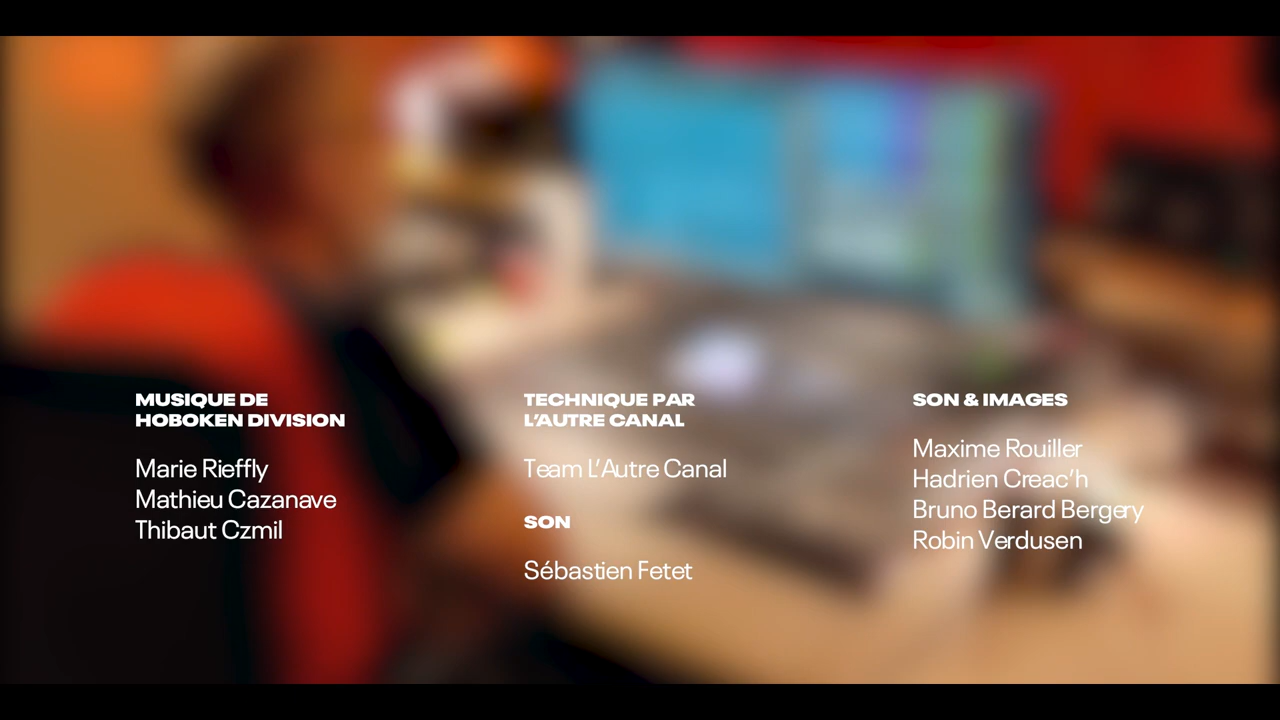 MUSIQUE DE
HOBOKEN DIVISION
Marie Rieffly
Mathieu Cazanave
Thibaut Czmil
TECHNIQUE PAR
L'AUTRE CANAL
Team L'Autre Canal
SON
Sébastien Fetet
SON & IMAGES
Maxime Rouiller
Hadrien Creac'h
Bruno Berard Bergery
Robin Verdusen